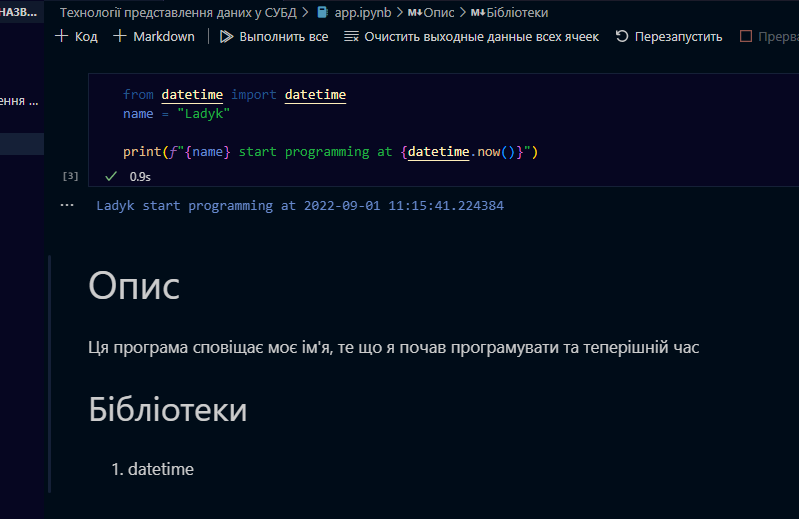 НАЗВ...
Технології представлення даних у СУБД > app.ipynb > M↓Опис > M↓Бібліотеки
+ Код + Markdown | Выполнить все Очистить выходные данные всех ячеек Перезапустить Прерва
ення ...
from datetime import datetime
name = "Ladyk"
print(f"{name} start programming at {datetime.now()}")
[3] 0.9s
... Ladyk start programming at 2022-09-01 11:15:41.224384
Опис
Ця програма сповіщає моє ім'я, те що я почав програмувати та теперішній час
Бібліотеки
1. datetime